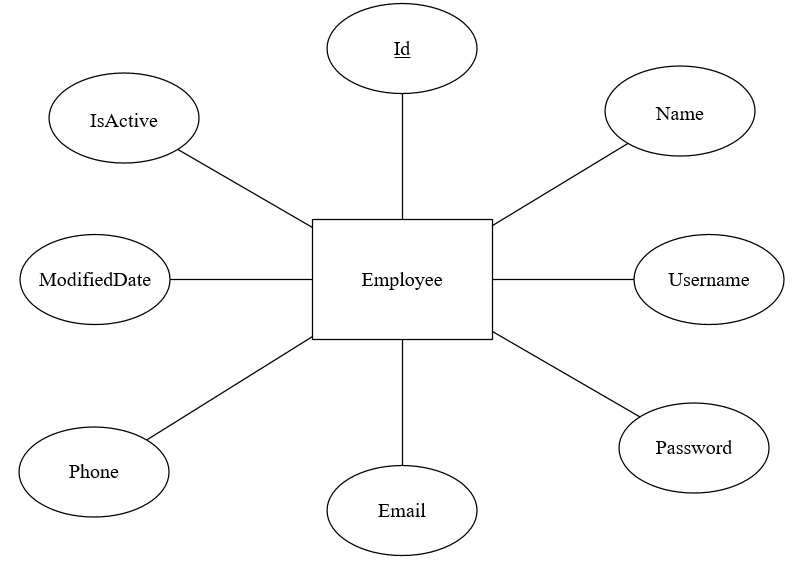 Id
IsActive
Name
ModifiedDate
Employee
Username
Phone
Password
Email